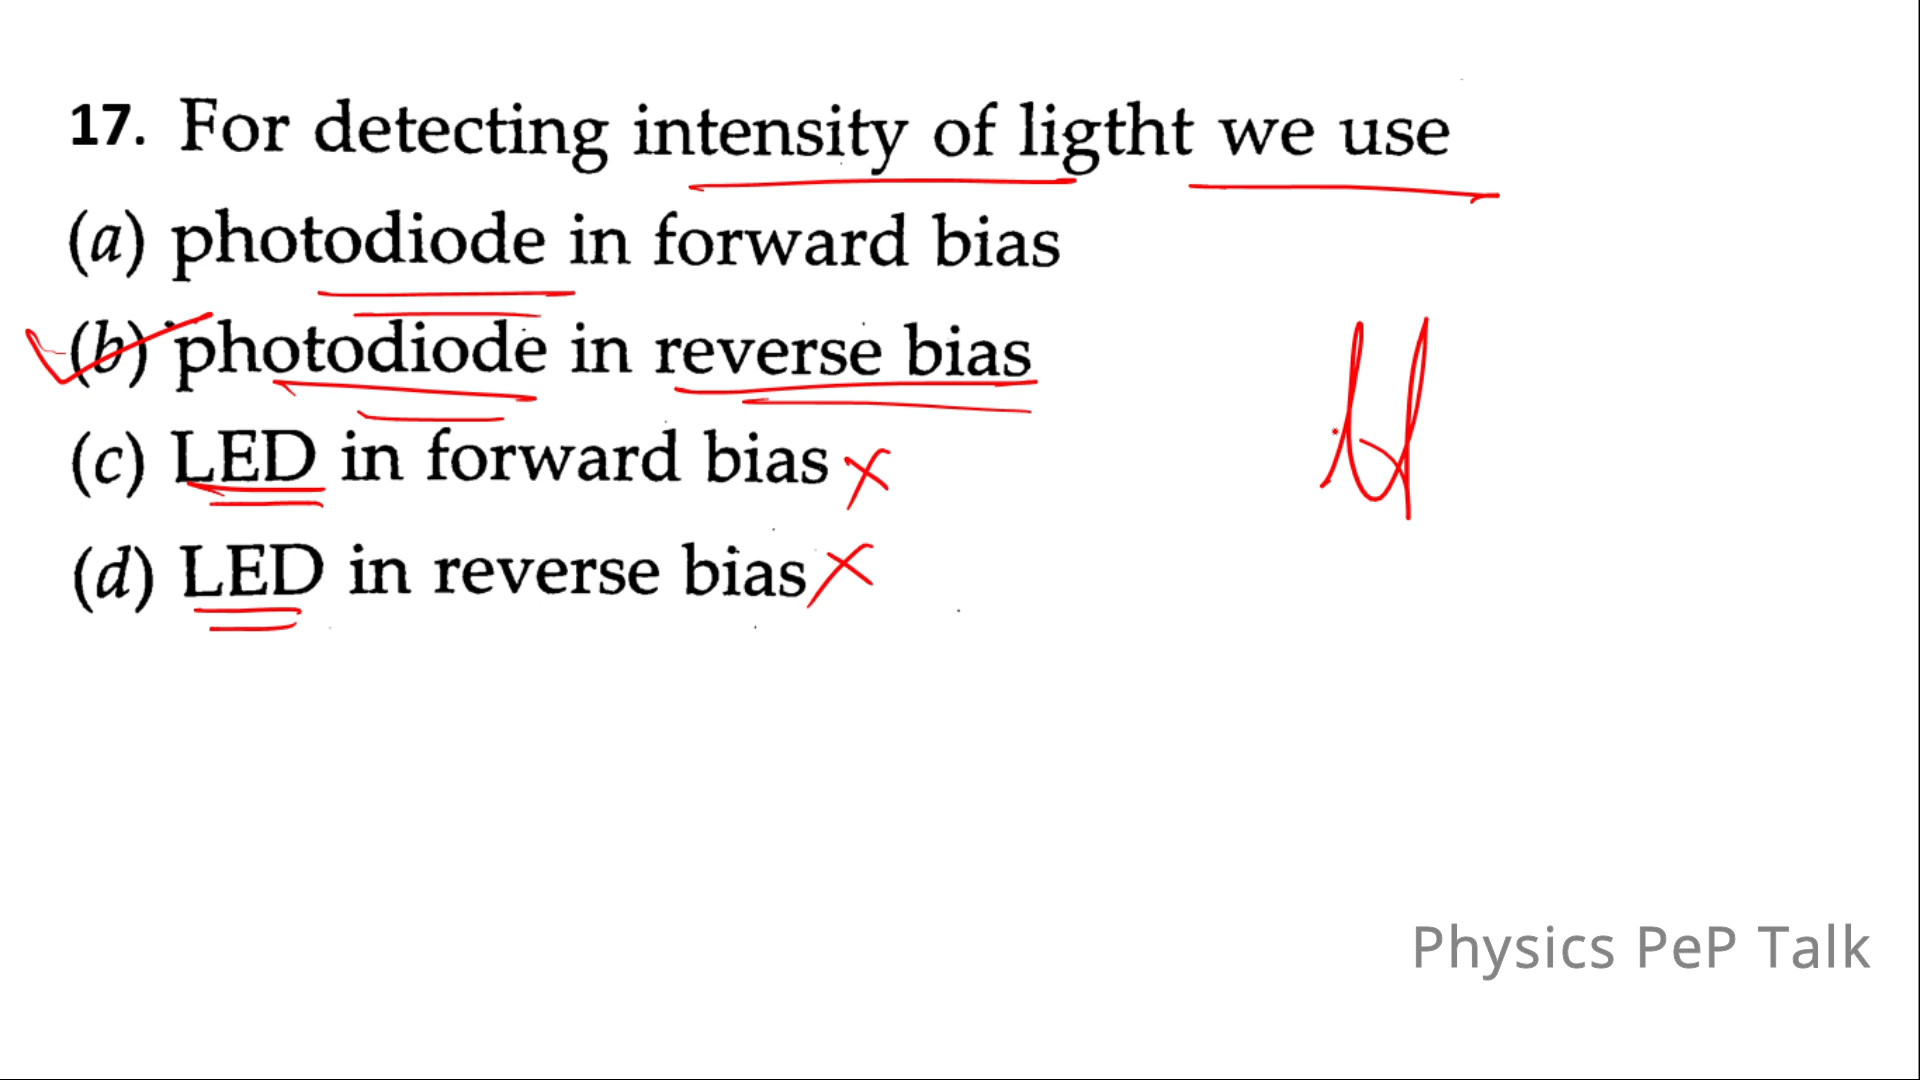 17. For detecting intensity of ligtht we use
(a) photodiode in forward bias
(b) photodiode in reverse bias
(c) LED in forward bias
(d) LED in reverse bias
Physics PeP Talk